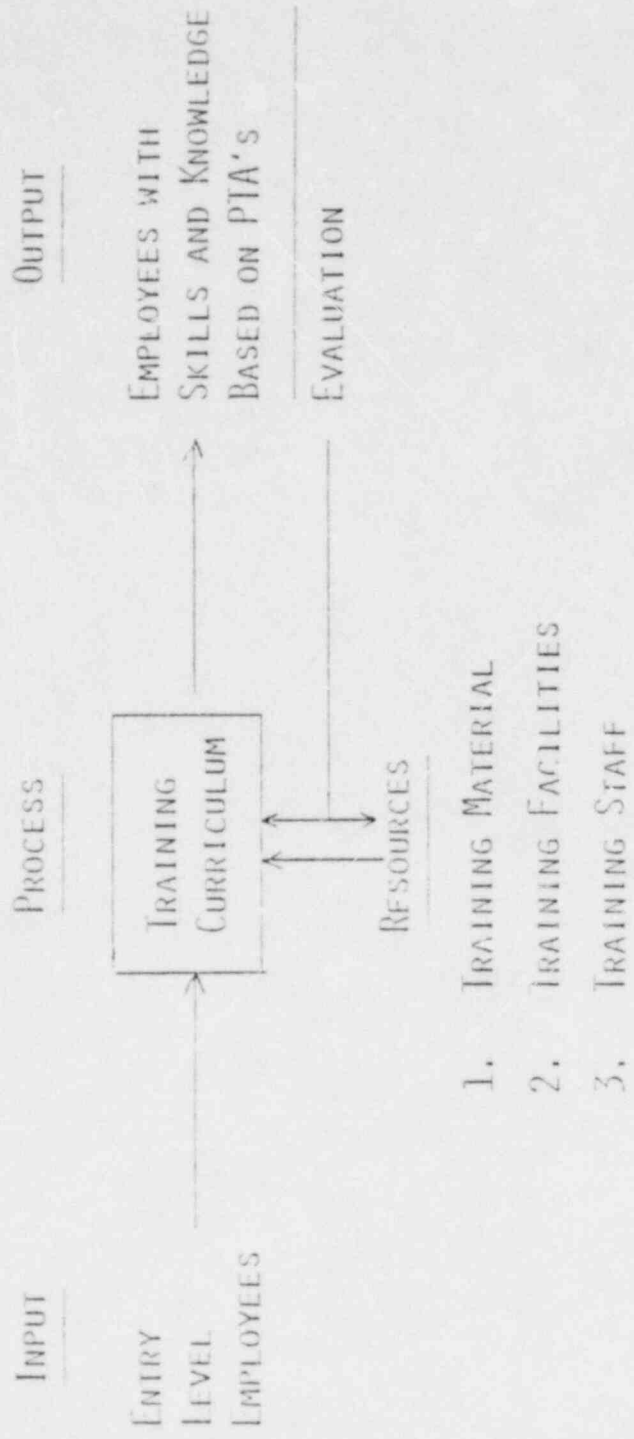 INPUT
PROCESS
OUTPUT
ENTRY
LEVEL
EMPLOYEES
TRAINING
CURRICULUM
EMPLOYEES WITH
SKILLS AND KNOWLEDGE
BASED ON PTA'S
EVALUATION
RESOURCES
1. TRAINING MATERIAL
2. TRAINING FACILITIES
3. TRAINING STAFF